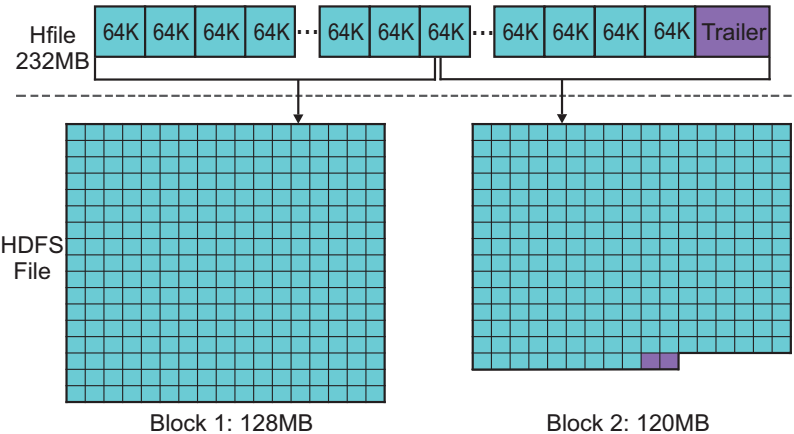 Hfile
232MB
64K 64K 64K 64K ... 64K 64K 64K ... 64K 64K 64K 64K Trailer
HDFS
File
Block 1: 128MB
Block 2: 120MB